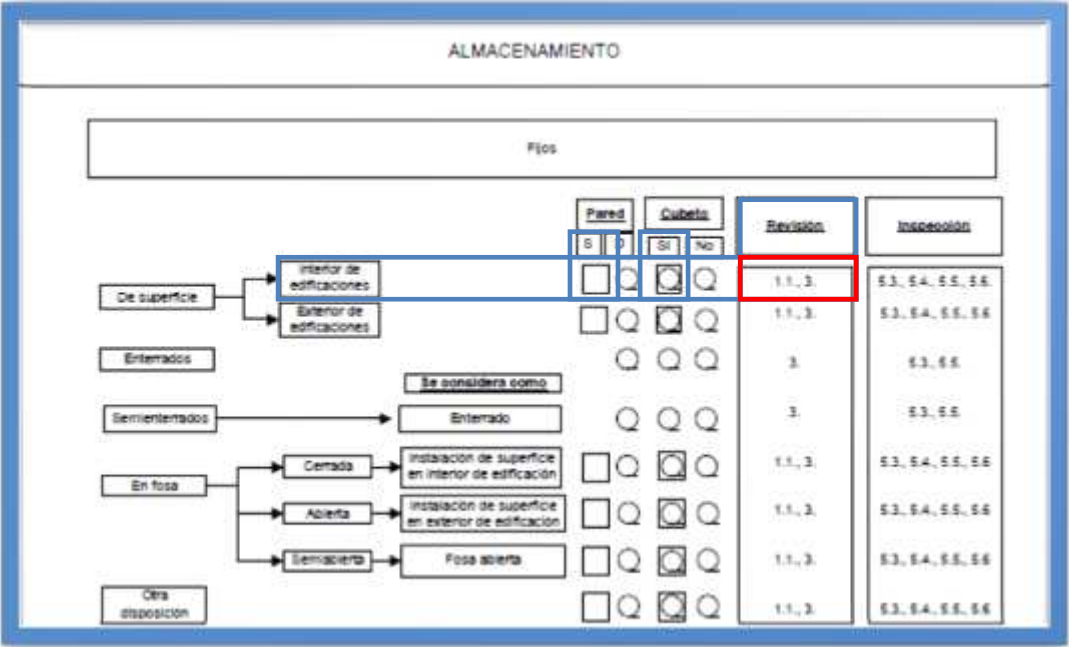 ALMACENAMIENTO
Fijos
Pared Cubeto Revisión Inspección
S D Sí No
De superficie
Interior de
edificaciones
1.1., 3. 5.3., 5.4., 5.5., 5.6.
Exterior de
edificaciones
1.1., 3. 5.3., 5.4., 5.5., 5.6
Enterrados 3. 5.3., 5.5.
Se considera como
Semienterrados Enterrado 3. 5.3., 5.5.
En fosa
Cerrada
Instalación de superficie
en interior de edificación
1.1., 3. 5.3., 5.4., 5.5., 5.6
Abierta
Instalación de superficie
en exterior de edificación
1.1., 3. 5.3., 5.4., 5.5., 5.6
Semiabierta Fosa abierta 1.1., 3. 5.3., 5.4., 5.5., 5.6
Otra
disposición
1.1., 3. 5.3., 5.4., 5.5., 5.6